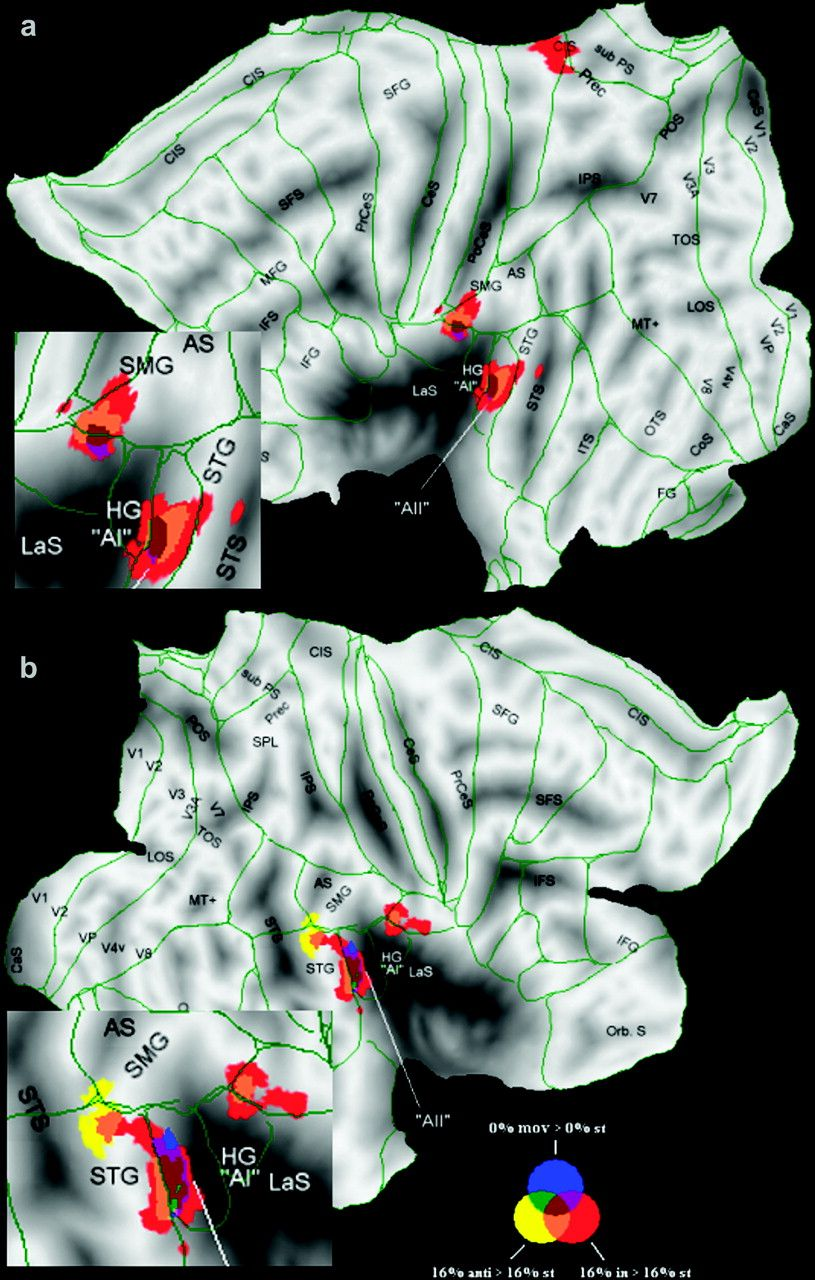 a
CIS
sub PS
Prec
CIS
SFG
CIS
CaS
V1
V2
POS
V3
V3A
SFS
PrCeS
CeS
PoCeS
IPS
V7
TOS
MFG
SMG
AS
IFS
IFG
STG
MT+
LOS
V1
V2
VP
HG
"AI"
LaS
STS
V8
V4v
ITS
OTS
CoS
CaS
FG
S
"AII"
AS
SMG
STG
HG
"AI"
LaS
STS
b
CIS
CIS
sub PS
Prec
SPL
POS
SFG
CIS
V1
V2
V3
V3A
V7
IPS
IPS
CeS
PrCeS
SFS
TOS
LOS
MT+
AS
SMG
IFS
V1
V2
VP
V4v
V8
CaS
STS
STG
HG
"AI"
LaS
IFG
Orb. S
"AII"
AS
SMG
STS
STG
HG
"AI"
LaS
0% mov > 0% st
16% anti > 16% st
16% in > 16% st